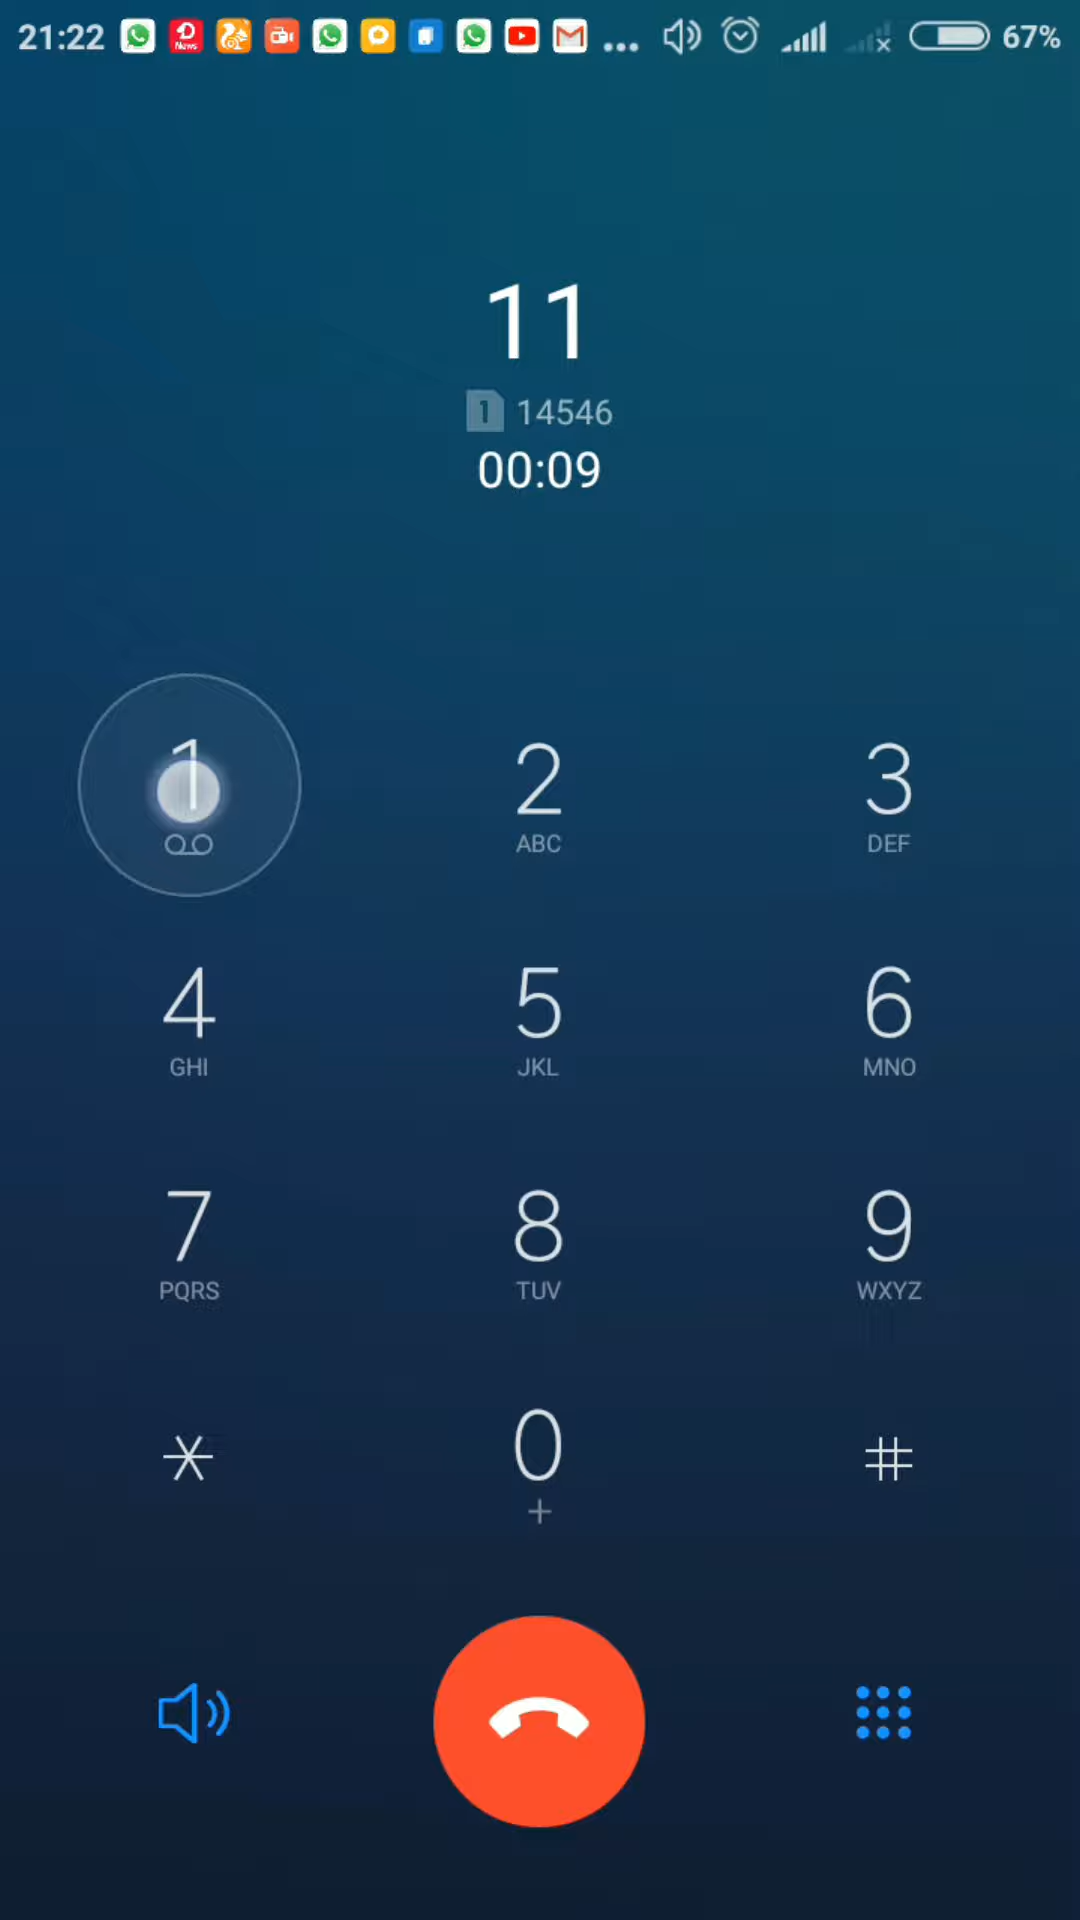 21:22 News 67%
11
1 14546
00:09
1 2 3
ABC DEF
4 5 6
GHI JKL MNO
7 8 9
PQRS TUV WXYZ
* 0 #
+